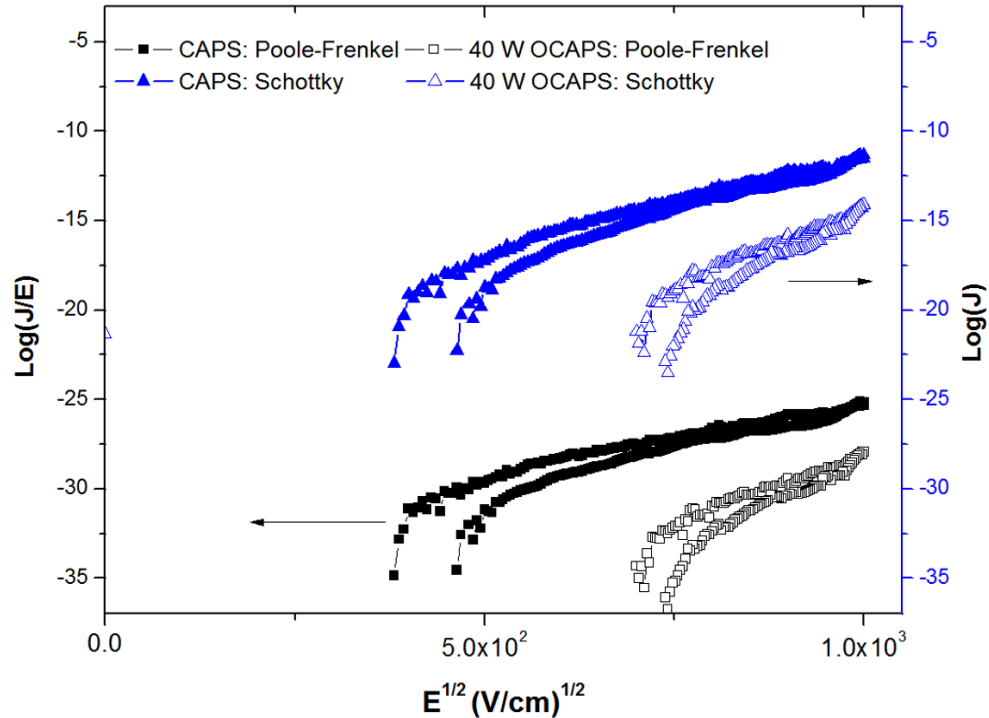 CAPS: Poole-Frenkel 40 W OCAPS: Poole-Frenkel
CAPS: Schottky 40 W OCAPS: Schottky
Log(J/E)
-5
-10
-15
-20
-25
-30
-35
Log(J)
-5
-10
-15
-20
-25
-30
-35
0.0 5.0x10² 1.0x10³
E^1/2 (V/cm)^1/2